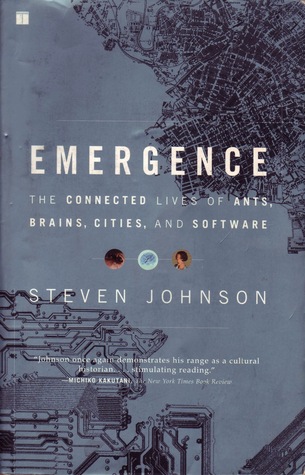 EMERGENCE
THE CONNECTED LIVES OF ANTS,
BRAINS, CITIES, AND SOFTWARE
STEVEN JOHNSON
"Johnson once again demonstrates his range as a cultural
historian. . . . stimulating reading."
—MICHIKO KAKUTANI, The New York Times Book Review